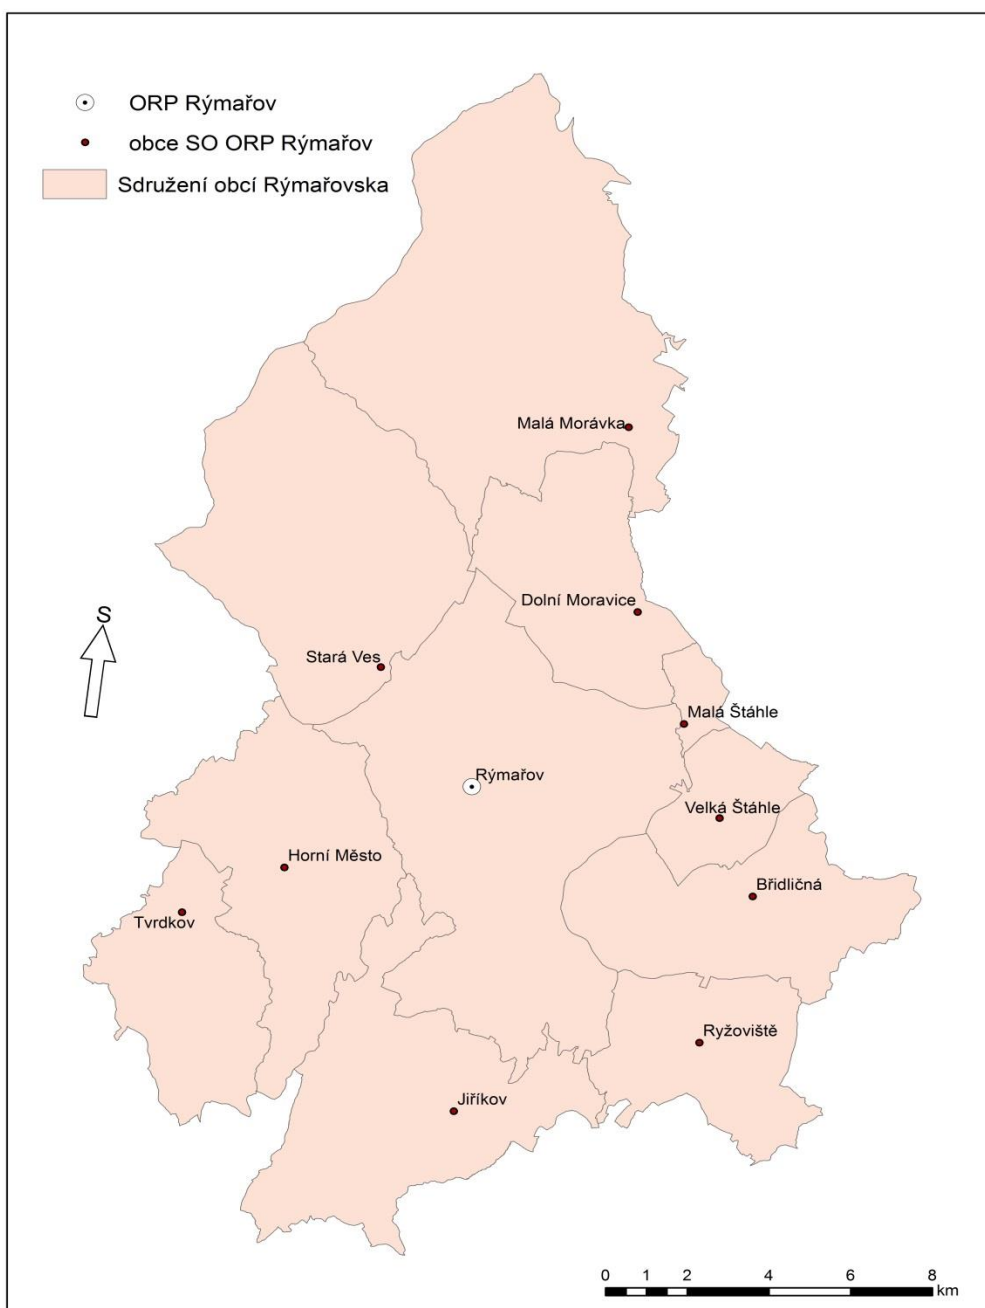 ORP Rýmařov
obce SO ORP Rýmařov
Sdružení obcí Rýmařovska
Malá Morávka
Dolní Moravice
S
Stará Ves
Malá Štáhle
Rýmařov
Velká Štáhle
Horní Město
Břidličná
Tvrdkov
Ryžoviště
Jiříkov
0 1 2 4 6 8
km